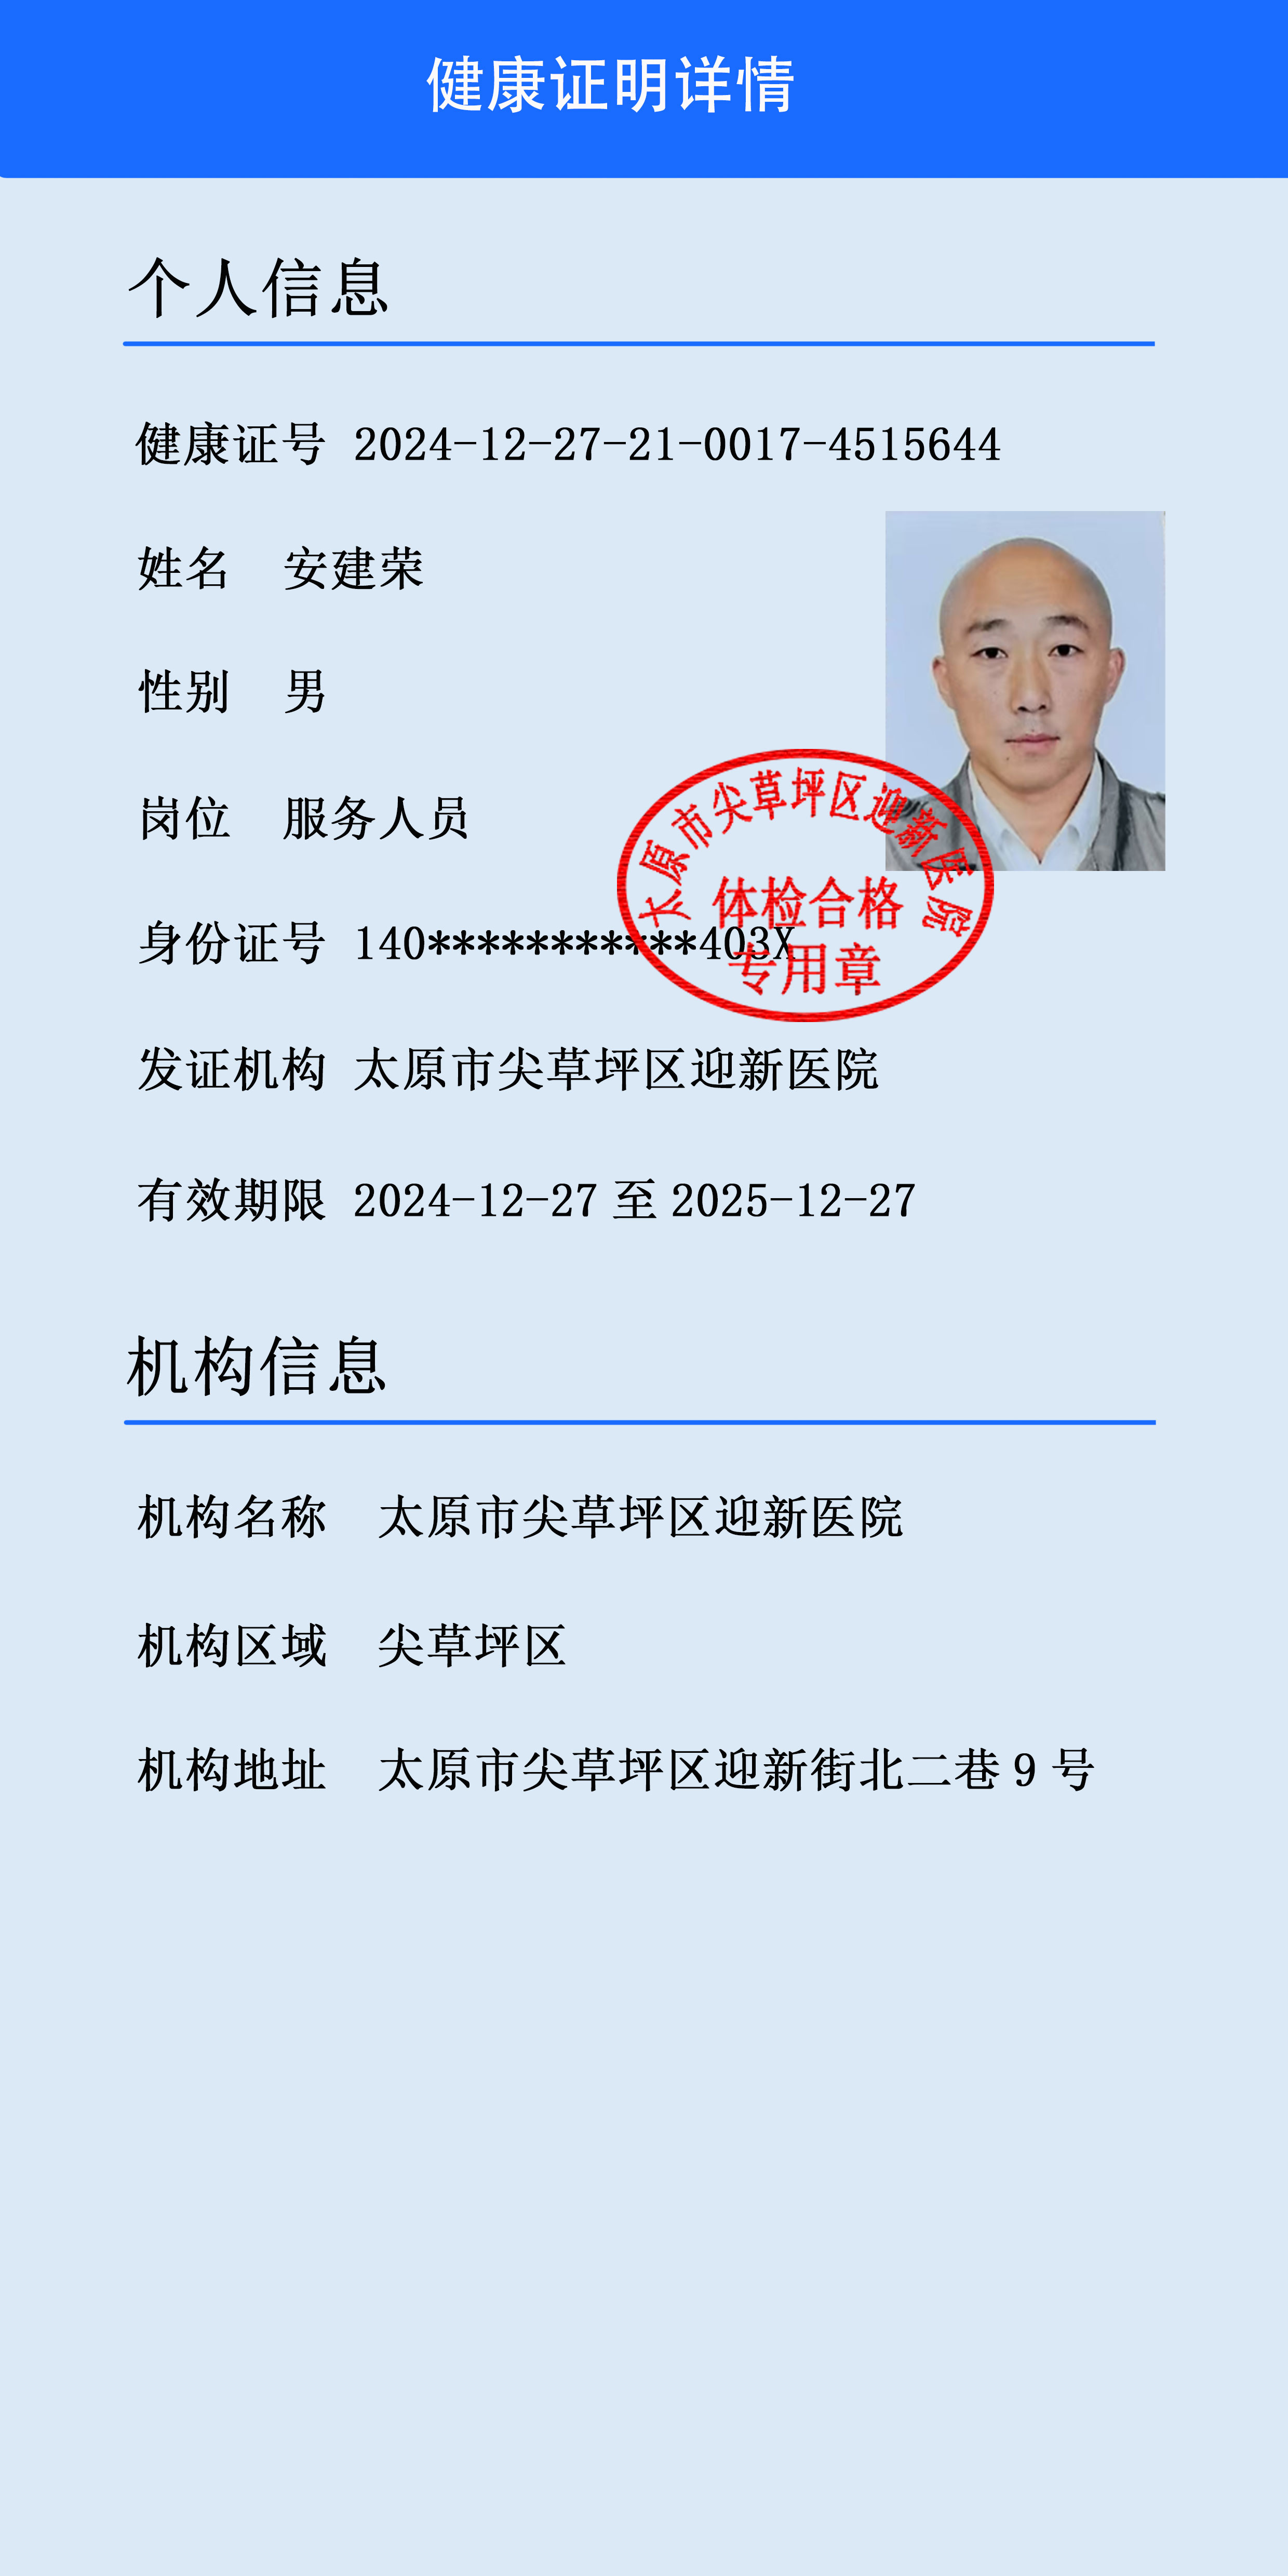 健康证明详情
个人信息
健康证号 2024-12-27-21-0017-4515644
姓名 安建荣
性别 男
岗位 服务人员
太原市尖草坪区迎新医院
体检合格
专用章
身份证号 140***********403X
发证机构 太原市尖草坪区迎新医院
有效期限 2024-12-27 至 2025-12-27
机构信息
机构名称 太原市尖草坪区迎新医院
机构区域 尖草坪区
机构地址 太原市尖草坪区迎新街北二巷 9 号